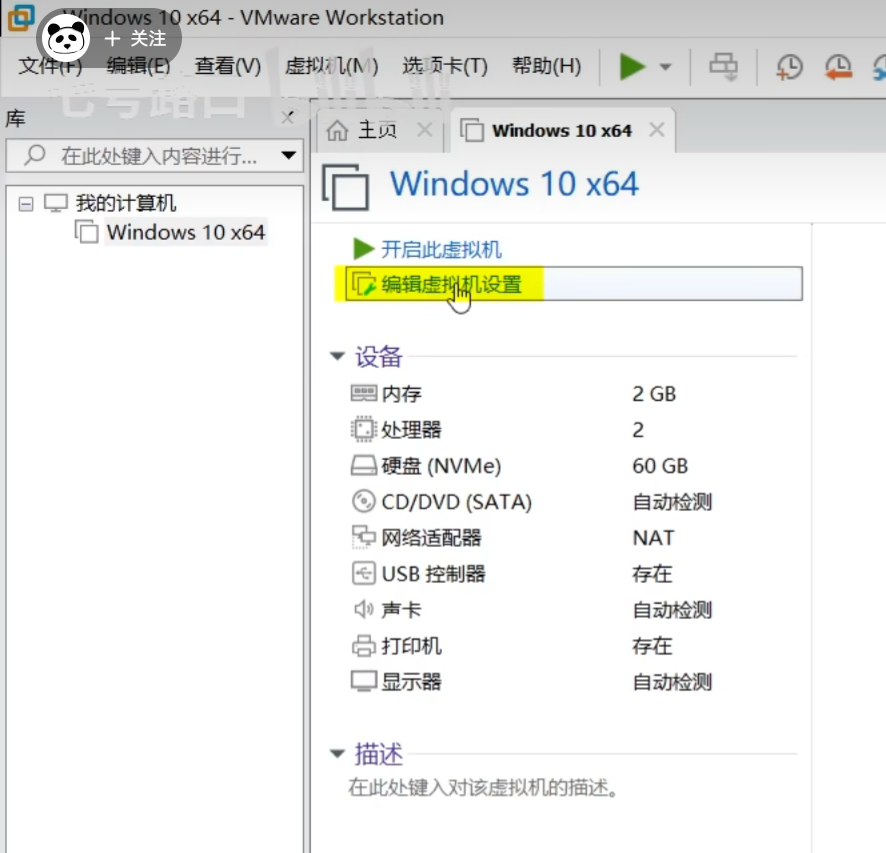 Windows 10 x64 - VMware Workstation
+ 关注
文件(F) 编辑(E) 查看(V) 虚拟机(M) 选项卡(T) 帮助(H)
七号路口
库
主页
Windows 10 x64
在此处键入内容进行...
Windows 10 x64
我的计算机
Windows 10 x64
开启此虚拟机
编辑虚拟机设置
设备
内存 2 GB
处理器 2
硬盘 (NVMe) 60 GB
CD/DVD (SATA) 自动检测
网络适配器 NAT
USB 控制器 存在
声卡 自动检测
打印机 存在
显示器 自动检测
描述
在此处键入对该虚拟机的描述。